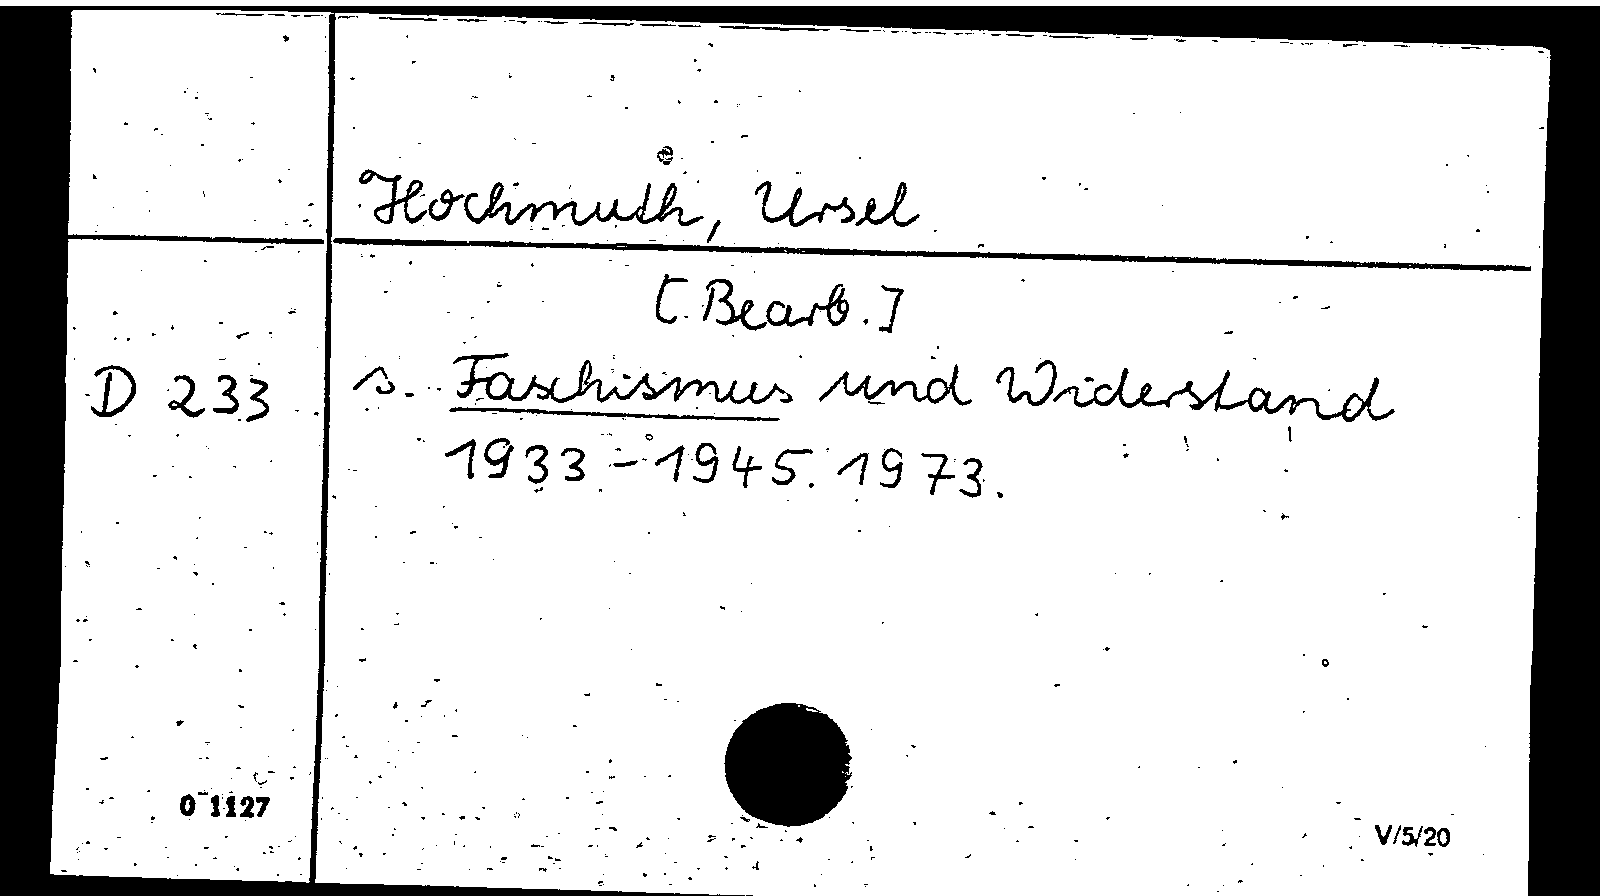 Hochmuth, Ursel
[Bearb.]
D 233 s. Faschismus und Widerstand
1933-1945. 1973.
0 1127
V/5/20